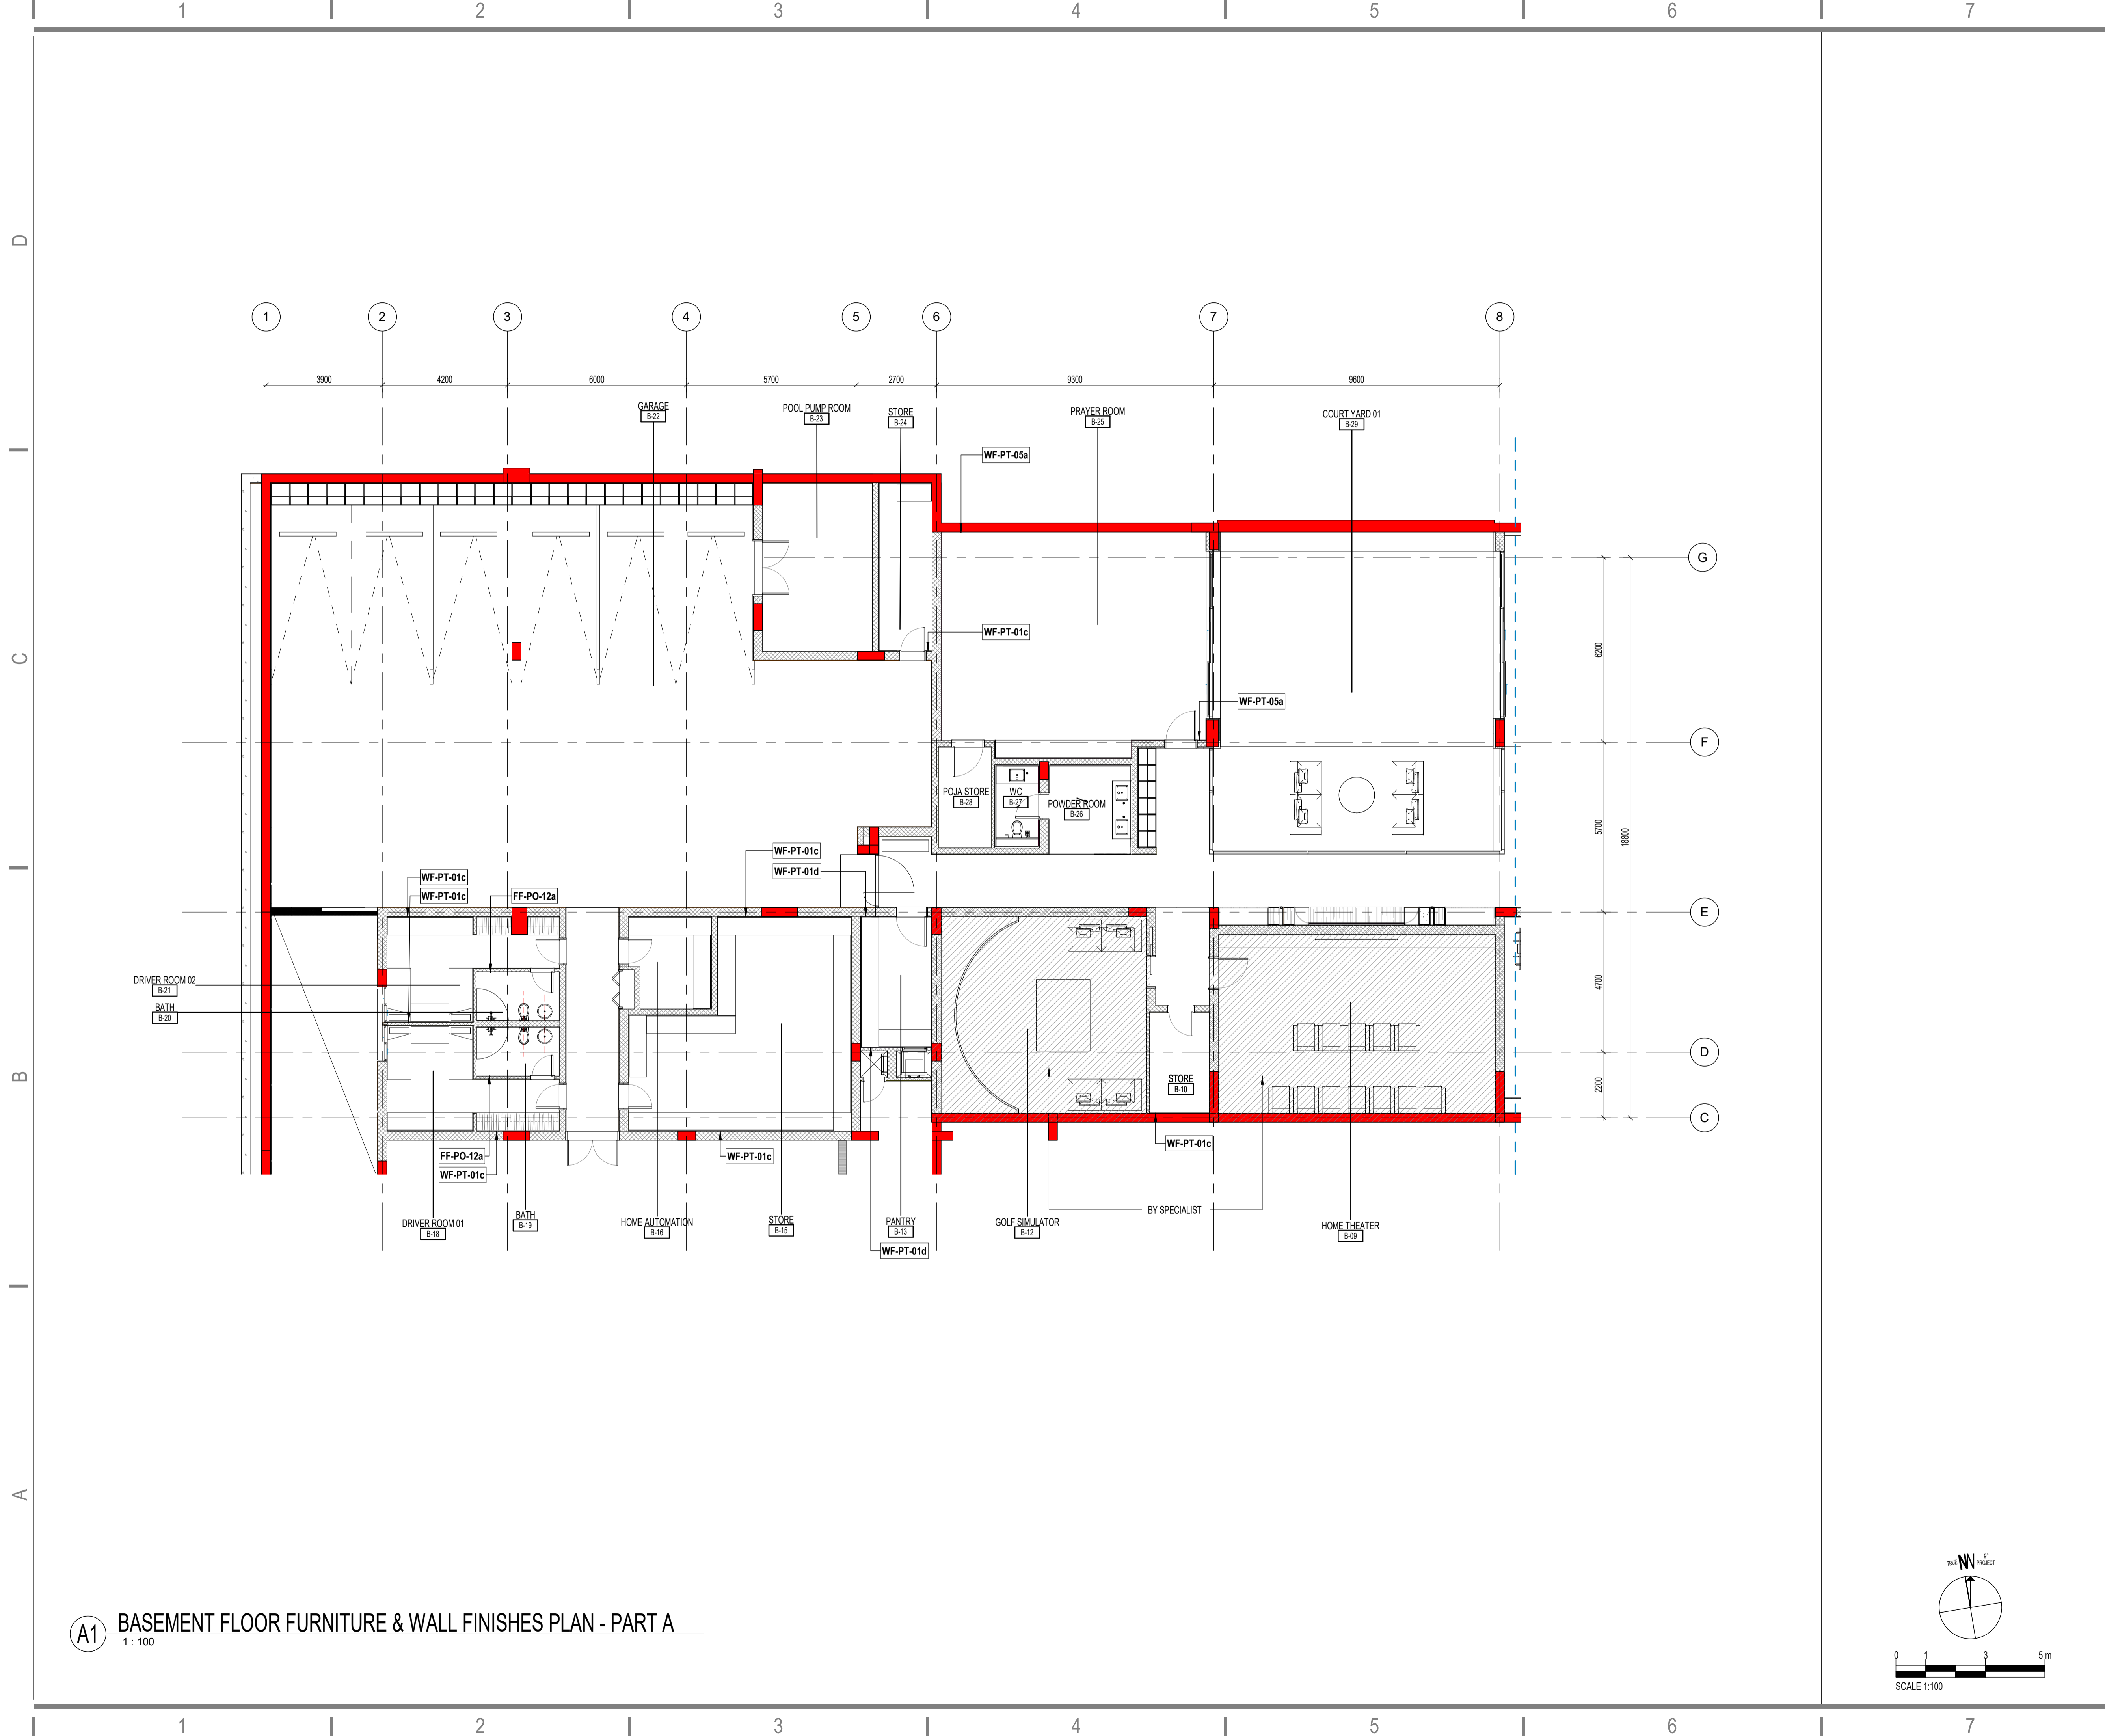 1 2 3 4 5 6 7
D
C
B
A
1 2 3 4 5 6 7 8
3900 4200 6000 5700 2700 9300 9600
GARAGE
B-22
POOL PUMP ROOM
B-23
STORE
B-24
PRAYER ROOM
B-25
COURT YARD 01
B-29
WF-PT-05a
G
WF-PT-01c
6200
WF-PT-05a
F
POJA STORE
B-28
WC
B-27
POWDER ROOM
B-26
5700
18800
WF-PT-01c
WF-PT-01d
WF-PT-01c
WF-PT-01c
FF-PO-12a
E
DRIVER ROOM 02
B-21
BATH
B-20
4700
D
STORE
B-10
2200
C
WF-PT-01c
FF-PO-12a
WF-PT-01c
WF-PT-01c
BY SPECIALIST
DRIVER ROOM 01
B-18
BATH
B-19
HOME AUTOMATION
B-16
STORE
B-15
PANTRY
B-13
GOLF SIMULATOR
B-12
HOME THEATER
B-09
WF-PT-01d
TRUE N N 9°
PROJECT
A1
BASEMENT FLOOR FURNITURE & WALL FINISHES PLAN - PART A
1 : 100
0 1 3 5 m
SCALE 1:100
1 2 3 4 5 6 7